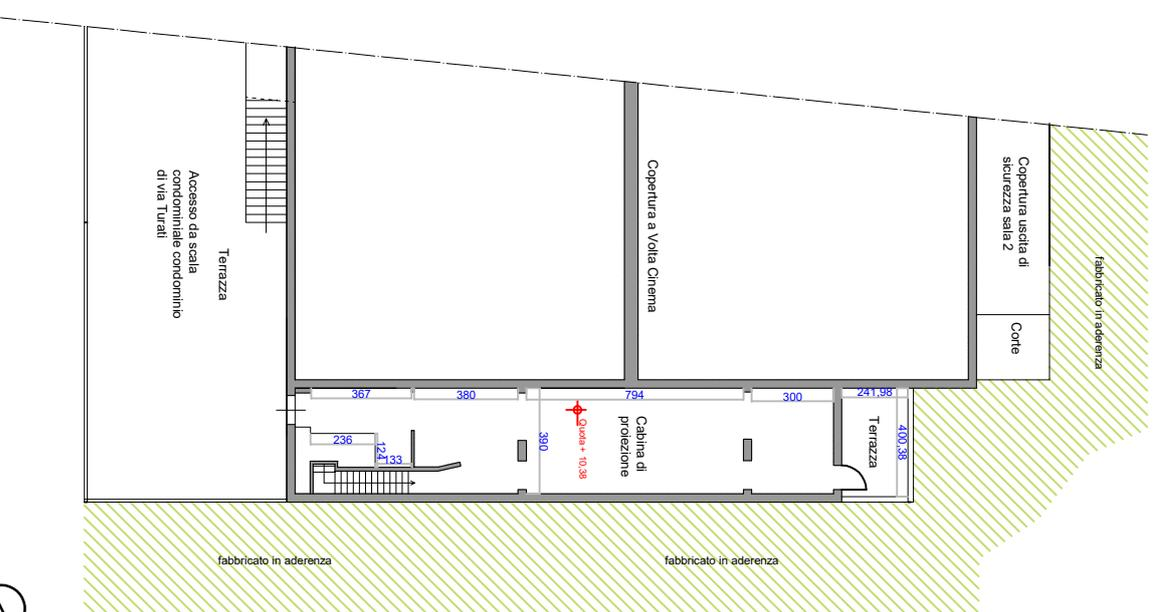 Accesso da scala
condominiale condominio
di via Turati
Terrazza
Copertura a Volta Cinema
Copertura uscita di
sicurezza sala 2
Corte
fabbricato in aderenza
367
380
794
300
241,98
236
124
133
390
Quota+ 10,38
Cabina di
proiezione
Terrazza
400,38
fabbricato in aderenza
fabbricato in aderenza